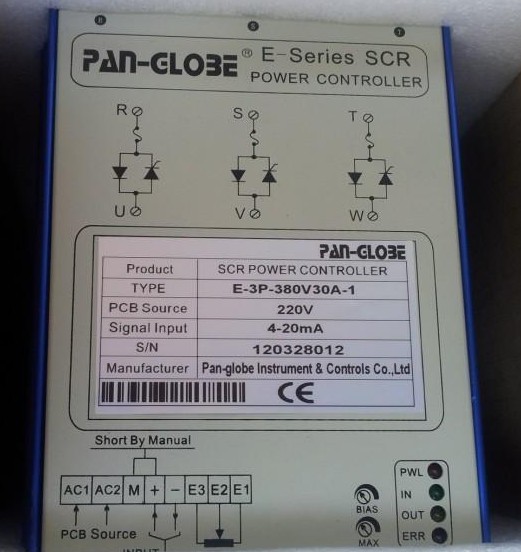 R S T
PAN-GLOBE® E-Series SCR
POWER CONTROLLER
R S T
U V W
PAN-GLOBE
Product SCR POWER CONTROLLER
TYPE E-3P-380V30A-1
PCB Source 220V
Signal Input 4-20mA
S/N 120328012
Manufacturer Pan-globe Instrument & Controls Co.,Ltd
CE
Short By Manual
AC1 AC2 M + − E3 E2 E1
PCB Source
INPUT
BIAS
MAX
PWL
IN
OUT
ERR